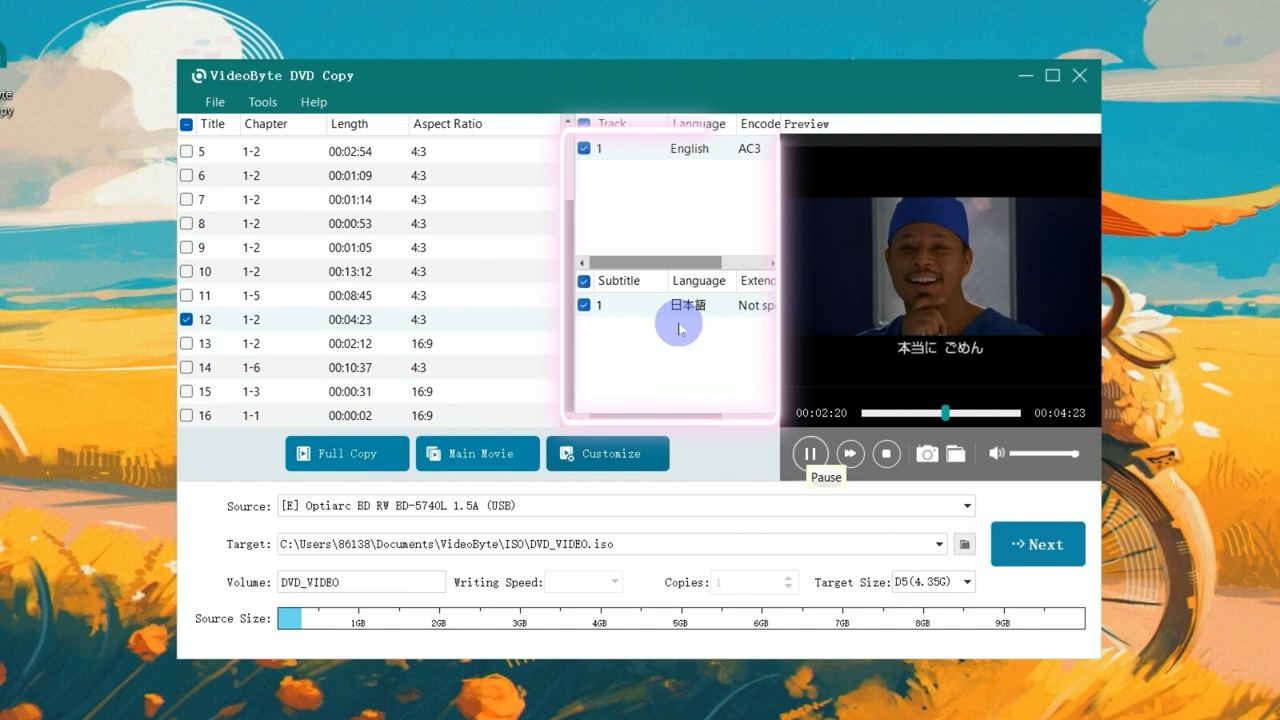 VideoByte DVD Copy
File Tools Help
Title Chapter Length Aspect Ratio
5 1-2 00:02:54 4:3
6 1-2 00:01:09 4:3
7 1-2 00:01:14 4:3
8 1-2 00:00:53 4:3
9 1-2 00:01:05 4:3
10 1-2 00:13:12 4:3
11 1-5 00:08:45 4:3
12 1-2 00:04:23 4:3
13 1-2 00:02:12 16:9
14 1-6 00:10:37 4:3
15 1-3 00:00:31 16:9
16 1-1 00:00:02 16:9
Track Language Encode
1 English AC3
Subtitle Language Extend
1 日本語 Not sp
Preview
本当に ごめん
00:02:20 00:04:23
Pause
Full Copy Main Movie Customize
Source: [E] Optiarc BD RW BD-5740L 1.5A (USB)
Target: C:\Users\86138\Documents\VideoByte\ISO\DVD_VIDEO.iso
Next
Volume: DVD_VIDEO Writing Speed: Copies: 1 Target Size: D5(4.35G)
Source Size: 1GB 2GB 3GB 4GB 5GB 6GB 7GB 8GB 9GB